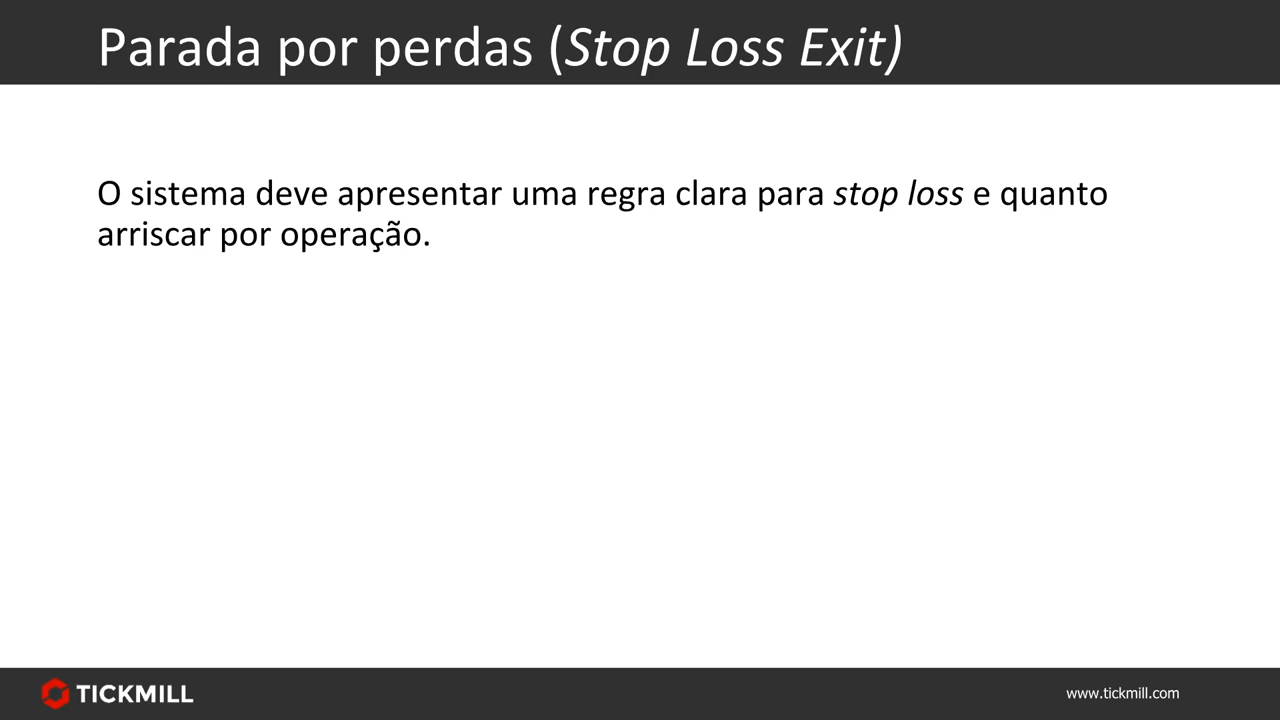 Parada por perdas (Stop Loss Exit)
O sistema deve apresentar uma regra clara para stop loss e quanto
arriscar por operação.
TICKMILL
www.tickmill.com